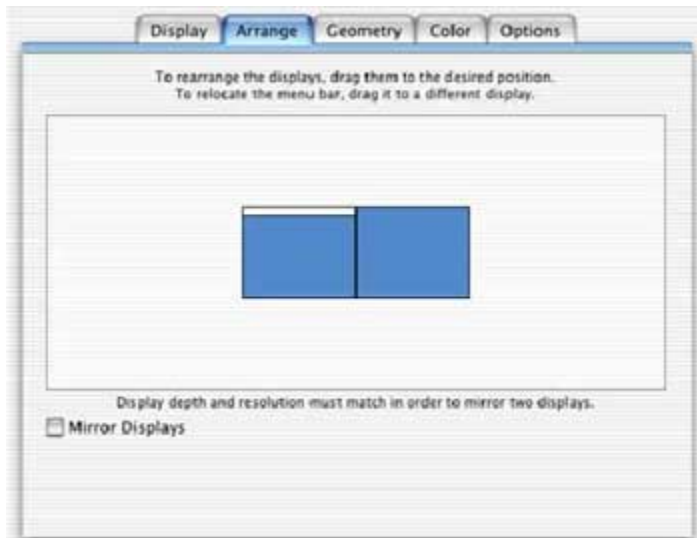 Display Arrange Geometry Color Options
To rearrange the displays, drag them to the desired position.
To relocate the menu bar, drag it to a different display.
Display depth and resolution must match in order to mirror two displays.
Mirror Displays